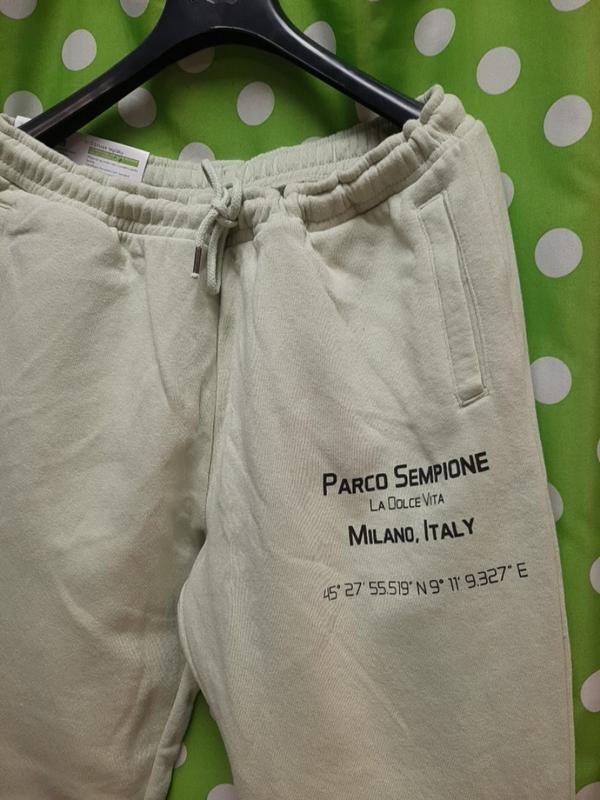 PARCO SEMPIONE
LA DOLCE VITA
MILANO, ITALY
45° 27' 55.519" N 9° 11' 9.327" E